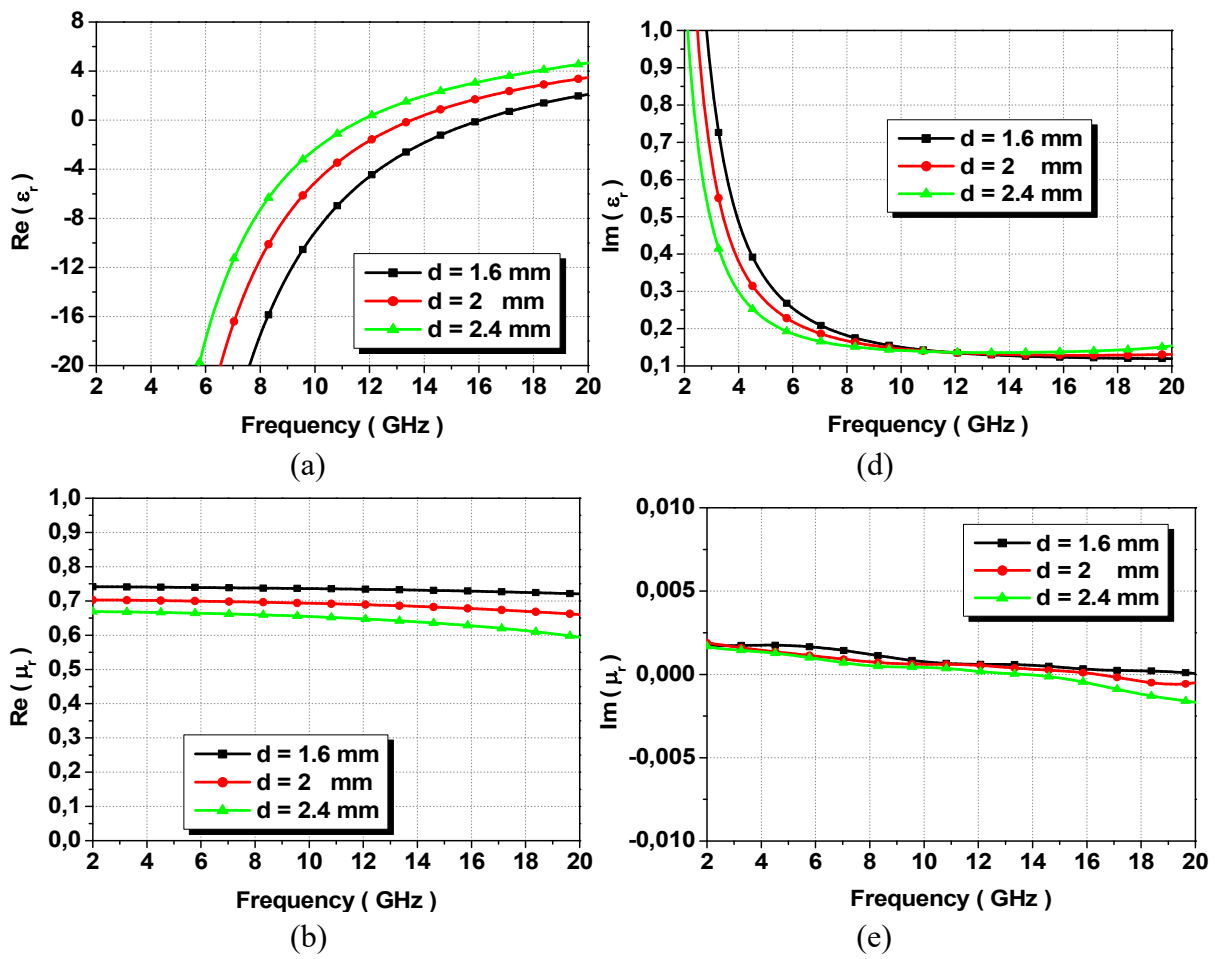 8
4
0
-4
-8
-12
-16
-20
Re ( εr )
d = 1.6 mm
d = 2 mm
d = 2.4 mm
2 4 6 8 10 12 14 16 18 20
Frequency ( GHz )
(a)
1,0
0,9
0,8
0,7
0,6
0,5
0,4
0,3
0,2
0,1
Im ( εr )
d = 1.6 mm
d = 2 mm
d = 2.4 mm
2 4 6 8 10 12 14 16 18 20
Frequency ( GHz )
(d)
1,0
0,9
0,8
0,7
0,6
0,5
0,4
0,3
0,2
0,1
0,0
Re ( μr )
d = 1.6 mm
d = 2 mm
d = 2.4 mm
2 4 6 8 10 12 14 16 18 20
Frequency ( GHz )
(b)
0,010
0,005
0,000
-0,005
-0,010
Im ( μr )
d = 1.6 mm
d = 2 mm
d = 2.4 mm
2 4 6 8 10 12 14 16 18 20
Frequency ( GHz )
(e)